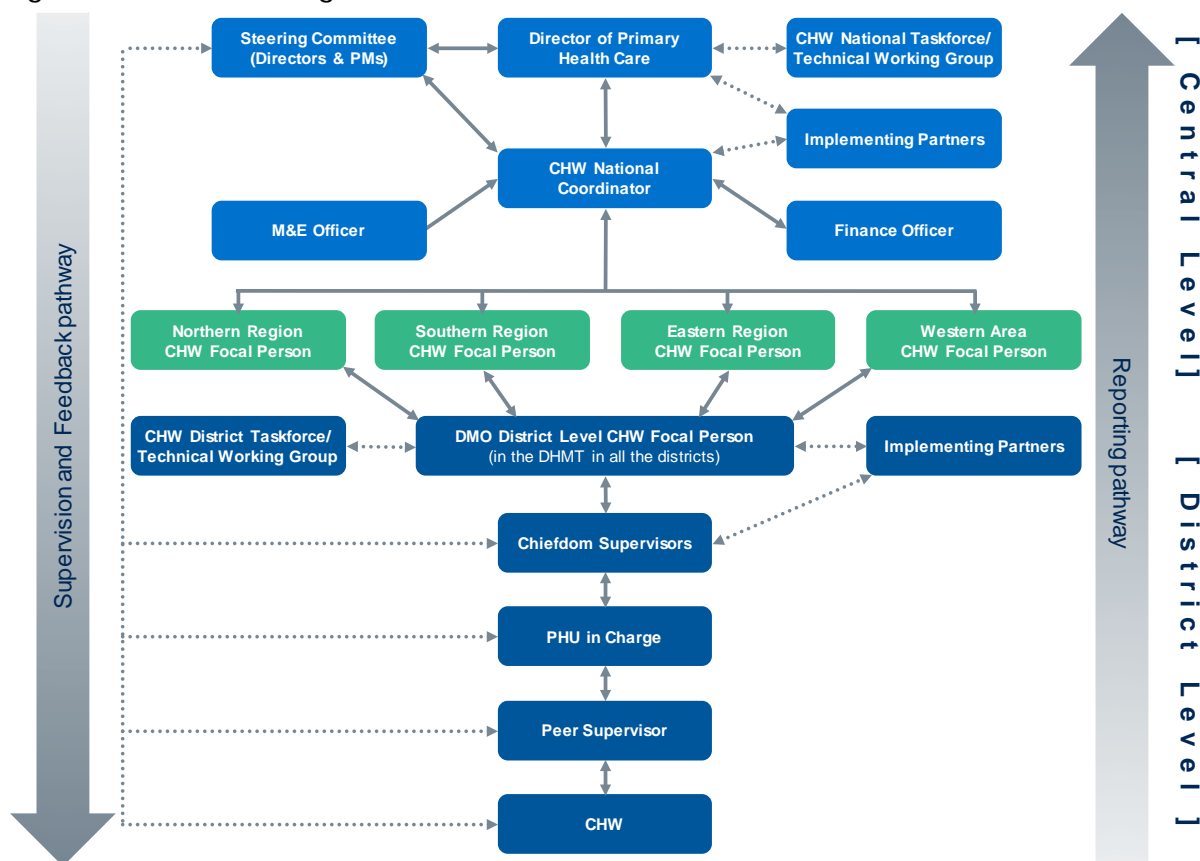 Steering Committee
(Directors & PMs)
Director of Primary
Health Care
CHW National Taskforce/
Technical Working Group
Implementing Partners
CHW National
Coordinator
M&E Officer
Finance Officer
Northern Region
CHW Focal Person
Southern Region
CHW Focal Person
Eastern Region
CHW Focal Person
Western Area
CHW Focal Person
CHW District Taskforce/
Technical Working Group
DMO District Level CHW Focal Person
(in the DHMT in all the districts)
Implementing Partners
Chiefdom Supervisors
PHU in Charge
Peer Supervisor
CHW
Supervision and Feedback pathway
Reporting pathway
[ Central Level ]
[ District Level ]